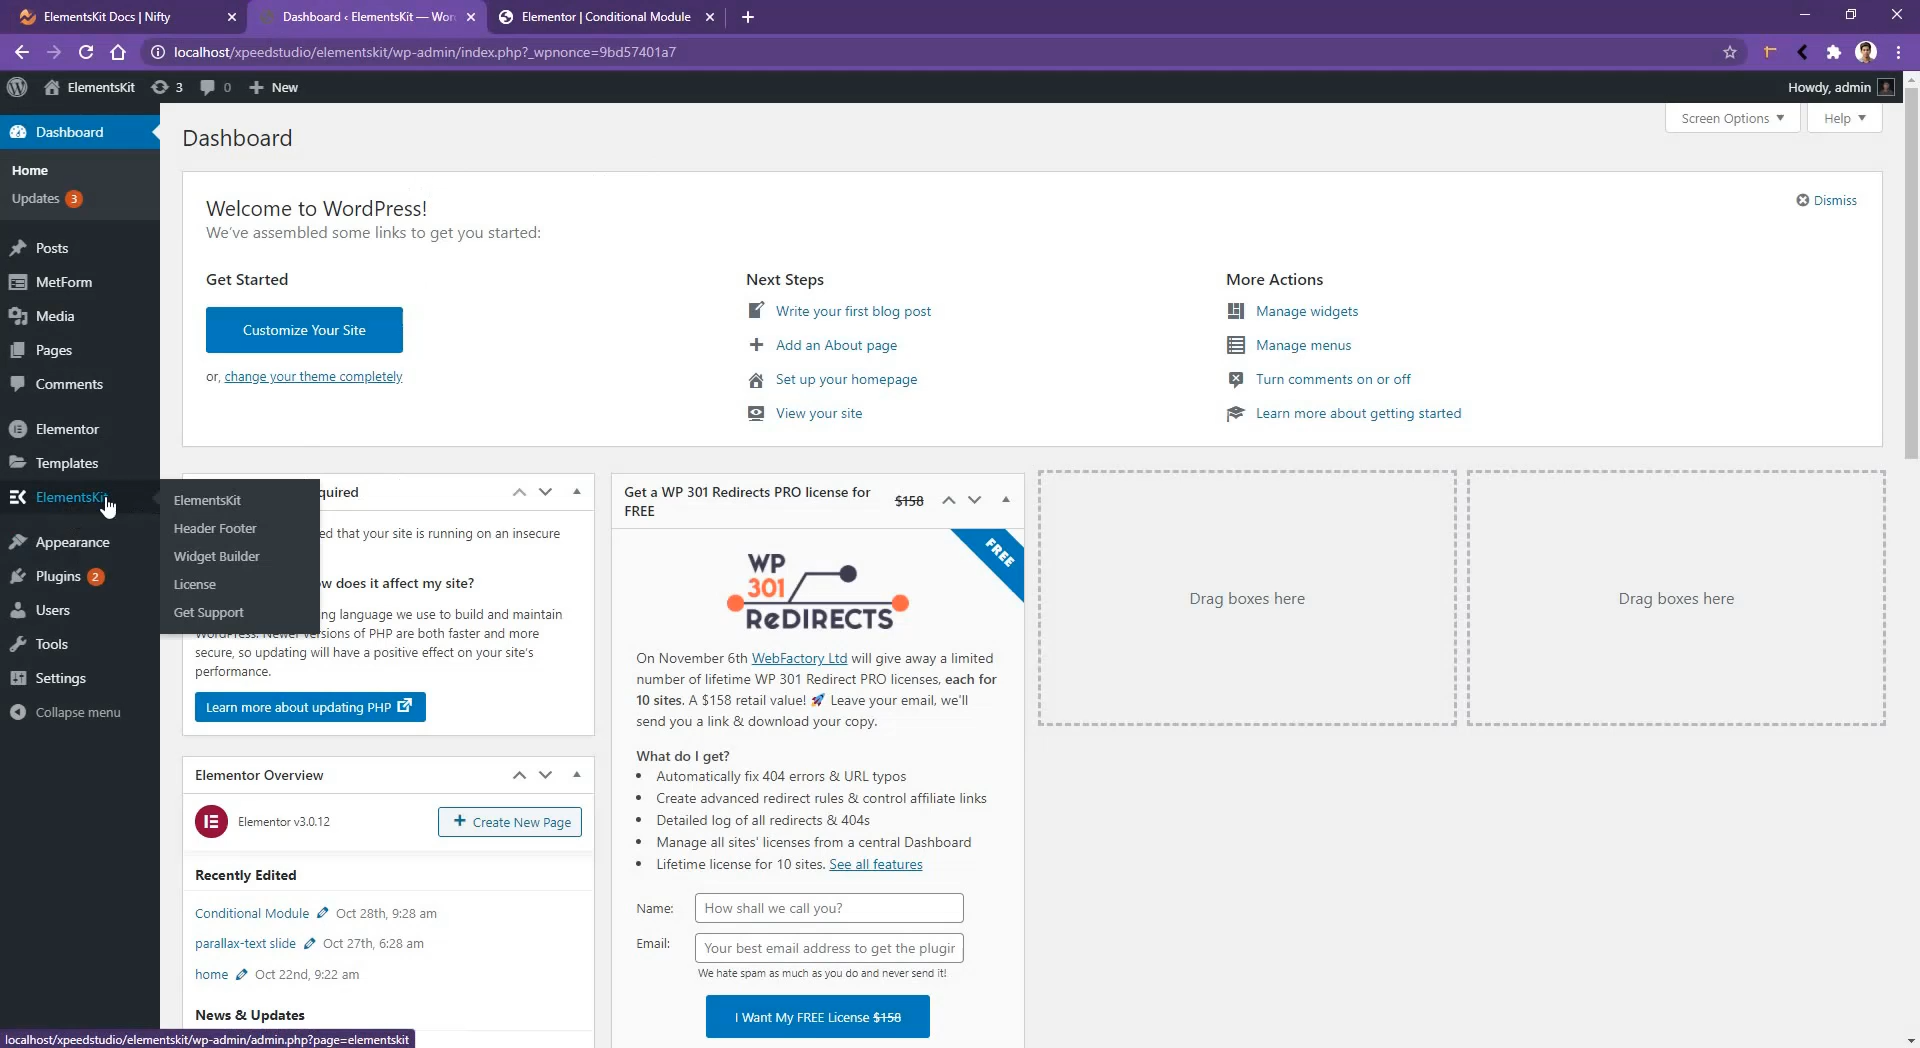 ElementsKit Docs | Nifty
Dashboard ‹ ElementsKit — Wor
Elementor | Conditional Module
localhost/xpeedstudio/elementskit/wp-admin/index.php?_wpnonce=9bd57401a7
ElementsKit
3
0
New
Howdy, admin
Dashboard
Home
Updates 3
Posts
MetForm
Media
Pages
Comments
Elementor
Templates
ElementsKit
Appearance
Plugins 2
Users
Tools
Settings
Collapse menu
ElementsKit
Header Footer
Widget Builder
License
Get Support
Dashboard
Screen Options
Help
Welcome to WordPress!
We've assembled some links to get you started:
Dismiss
Get Started
Customize Your Site
or, change your theme completely
Next Steps
Write your first blog post
Add an About page
Set up your homepage
View your site
More Actions
Manage widgets
Manage menus
Turn comments on or off
Learn more about getting started
quired
ed that your site is running on an insecure
w does it affect my site?
ng language we use to build and maintain
WordPress. Newer versions of PHP are both faster and more
secure, so updating will have a positive effect on your site's
performance.
Learn more about updating PHP
Elementor Overview
Elementor v3.0.12
Create New Page
Recently Edited
Conditional Module Oct 28th, 9:28 am
parallax-text slide Oct 27th, 6:28 am
home Oct 22nd, 9:22 am
News & Updates
Get a WP 301 Redirects PRO license for
FREE
$158
FREE
WP
301
ReDIRECTS
On November 6th WebFactory Ltd will give away a limited
number of lifetime WP 301 Redirect PRO licenses, each for
10 sites. A $158 retail value! 🚀 Leave your email, we'll
send you a link & download your copy.
What do I get?
• Automatically fix 404 errors & URL typos
• Create advanced redirect rules & control affiliate links
• Detailed log of all redirects & 404s
• Manage all sites' licenses from a central Dashboard
• Lifetime license for 10 sites. See all features
Name: How shall we call you?
Email: Your best email address to get the plugin
We hate spam as much as you do and never send it!
I Want My FREE License $158
Drag boxes here
Drag boxes here
localhost/xpeedstudio/elementskit/wp-admin/admin.php?page=elementskit